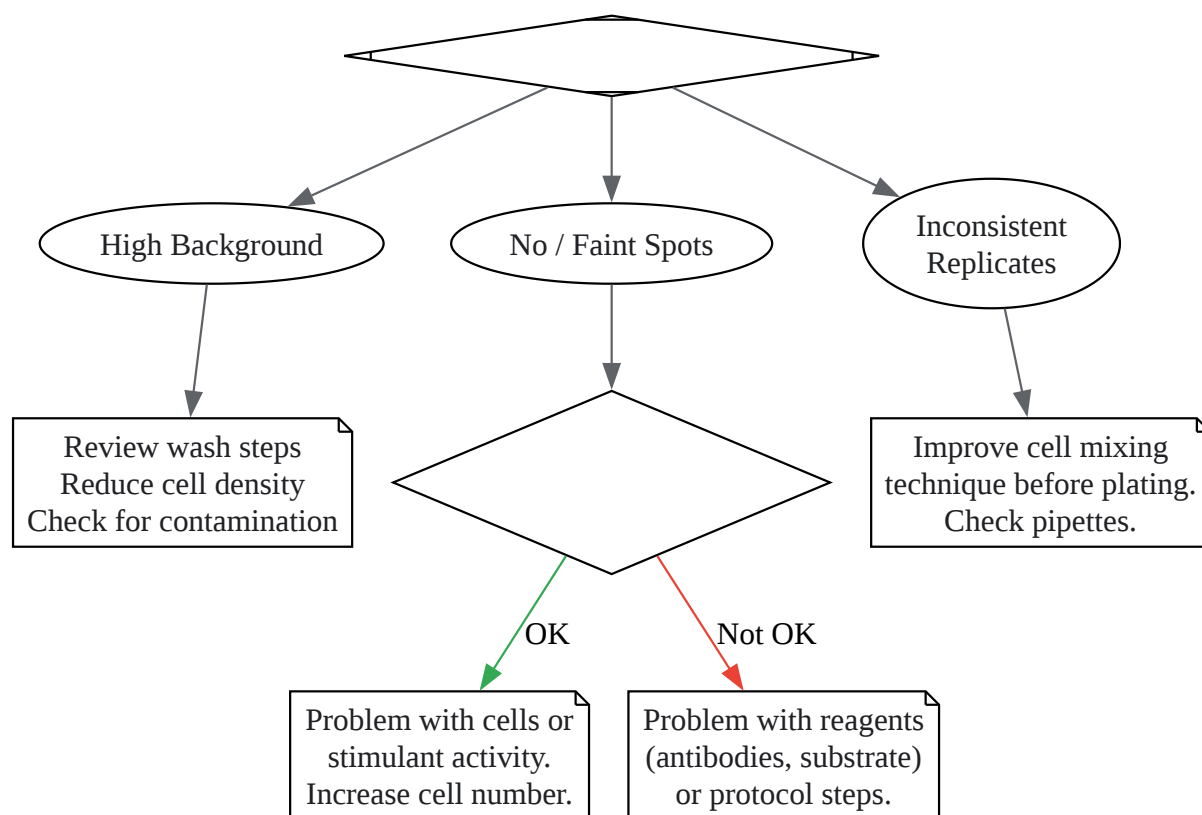 High Background
No / Faint Spots
Inconsistent
Replicates
Review wash steps
Reduce cell density
Check for contamination
Improve cell mixing
technique before plating.
Check pipettes.
OK
Not OK
Problem with cells or
stimulant activity.
Increase cell number.
Problem with reagents
(antibodies, substrate)
or protocol steps.